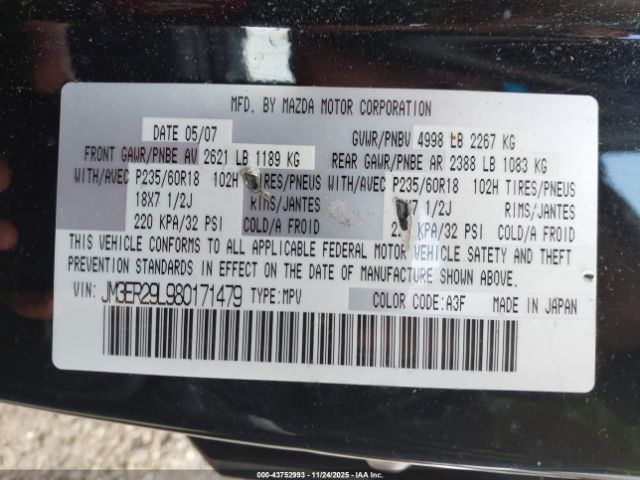 MFD. BY MAZDA MOTOR CORPORATION
DATE 05/07 GVWR/PNBV 4998 LB 2267 KG
FRONT GAWR/PNBE AV 2621 LB 1189 KG REAR GAWR/PNBE AR 2388 LB 1083 KG
WITH/AVEC P235/60R18 102H TIRES/PNEUS WITH/AVEC P235/60R18 102H TIRES/PNEUS
18X7 1/2J RIMS/JANTES X7 1/2J RIMS/JANTES
220 KPA/32 PSI COLD/A FROID 2 KPA/32 PSI COLD/A FROID
THIS VEHICLE CONFORMS TO ALL APPLICABLE FEDERAL MOTOR VEHICLE SAFETY AND THEFT
PREVENTION STANDARDS IN EFFECT ON THE DATE OF MANUFACTURE SHOWN ABOVE.
VIN: JM3ER29L980171479 TYPE:MPV COLOR CODE:A3F MADE IN JAPAN
000-43752993 11/24/2025 IAA Inc.